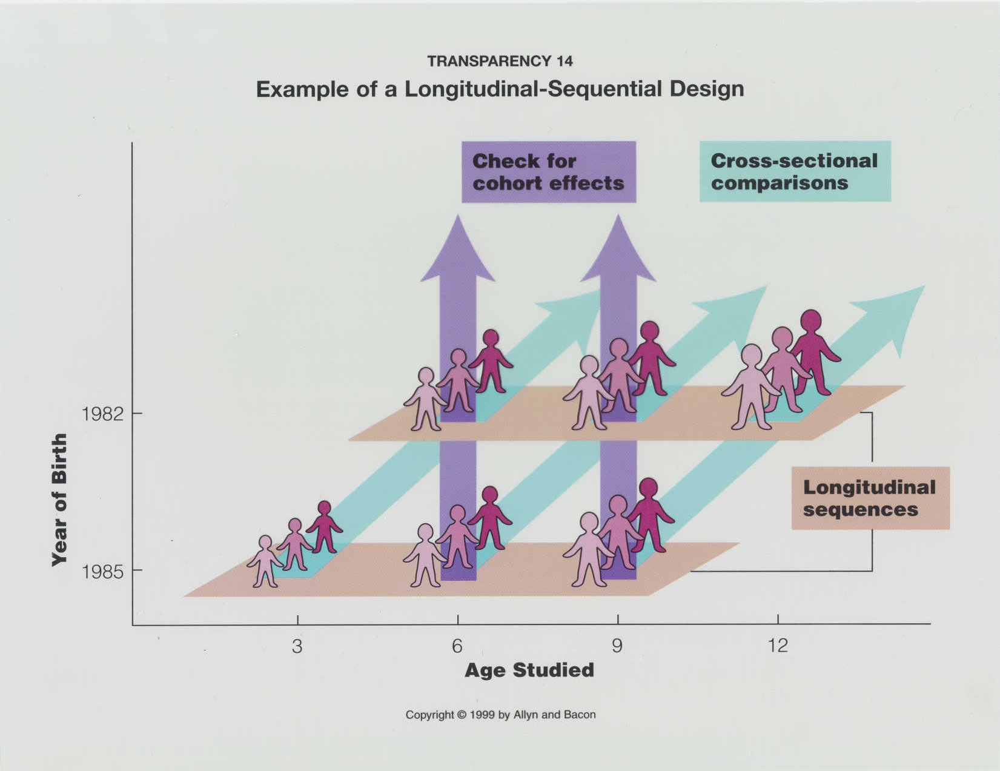 TRANSPARENCY 14
Example of a Longitudinal-Sequential Design
Check for
cohort effects
Cross-sectional
comparisons
1982
Longitudinal
sequences
Year of Birth
1985
3
6
9
12
Age Studied
Copyright © 1999 by Allyn and Bacon